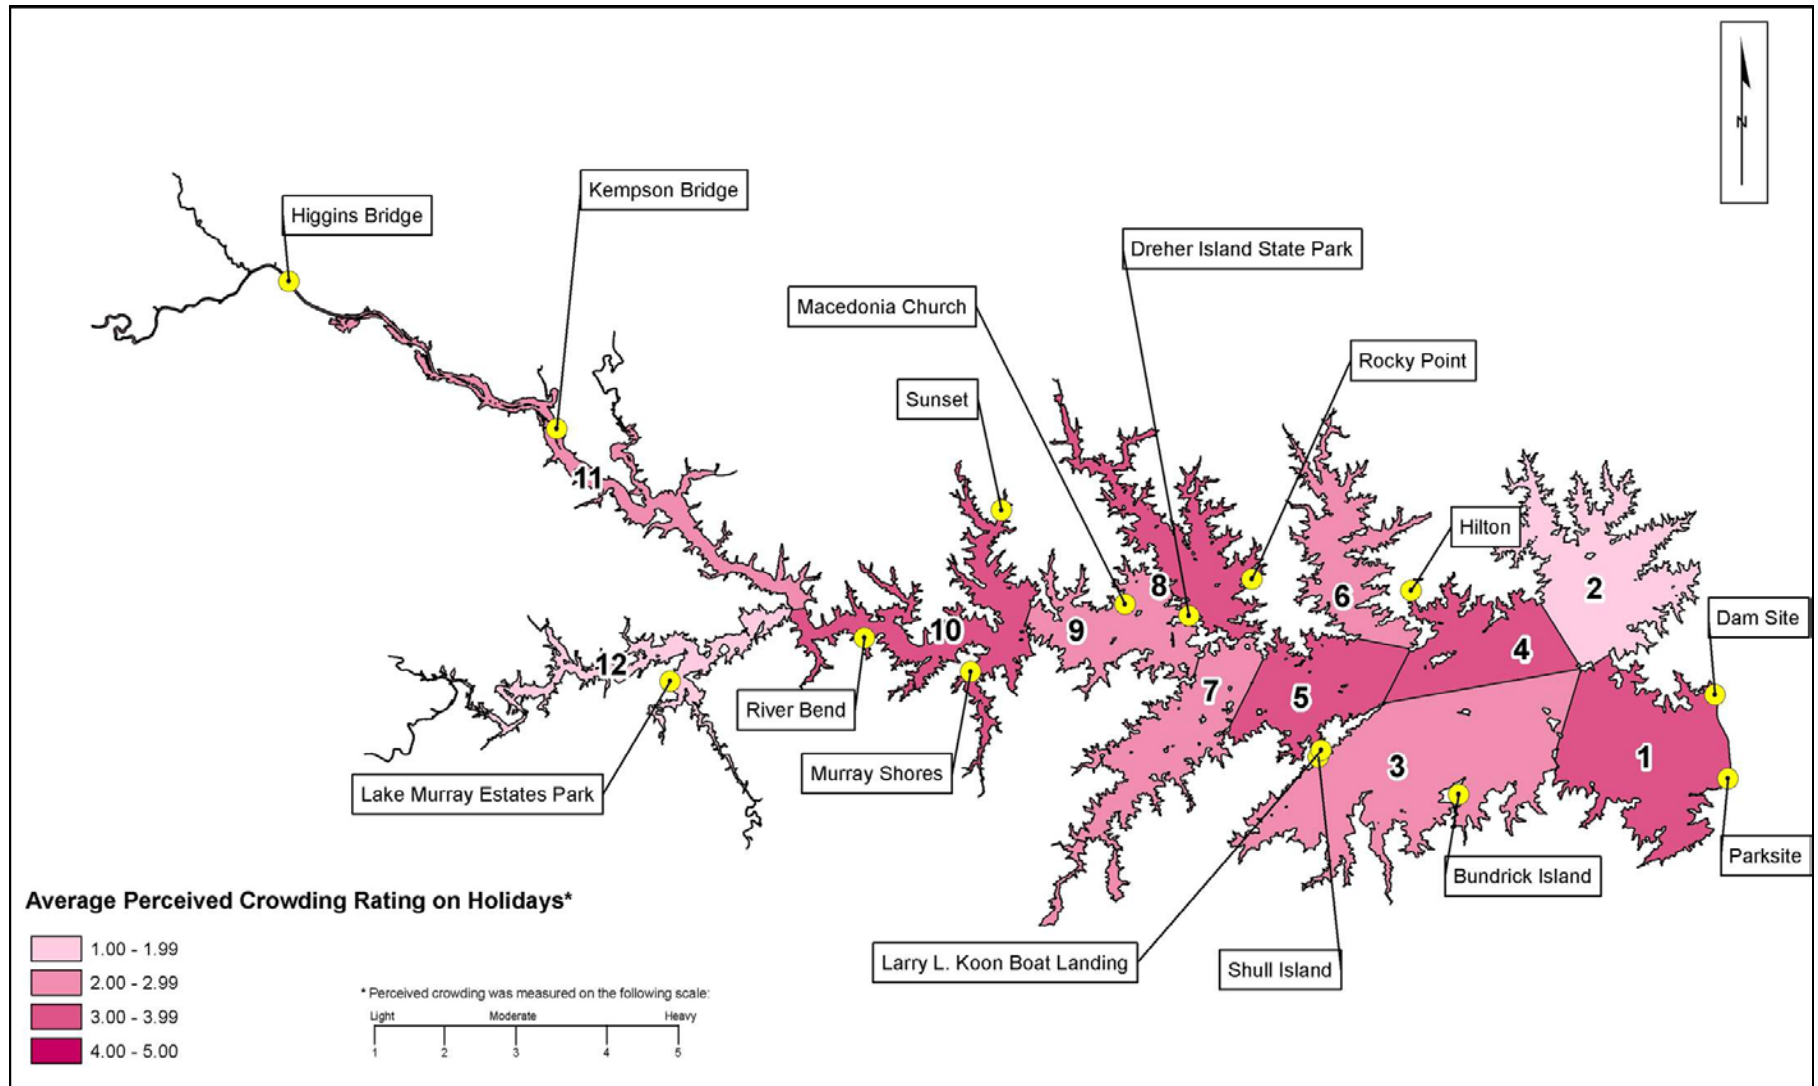 N
Kempson Bridge
Higgins Bridge
Dreher Island State Park
Macedonia Church
Rocky Point
Sunset
11
Hilton
8
2
6
Dam Site
10
9
4
12
7
5
River Bend
1
Murray Shores
3
Lake Murray Estates Park
Parksite
Bundrick Island
Average Perceived Crowding Rating on Holidays*
Larry L. Koon Boat Landing
Shull Island
1.00 - 1.99
2.00 - 2.99
3.00 - 3.99
4.00 - 5.00
* Perceived crowding was measured on the following scale:
Light Moderate Heavy
1 2 3 4 5